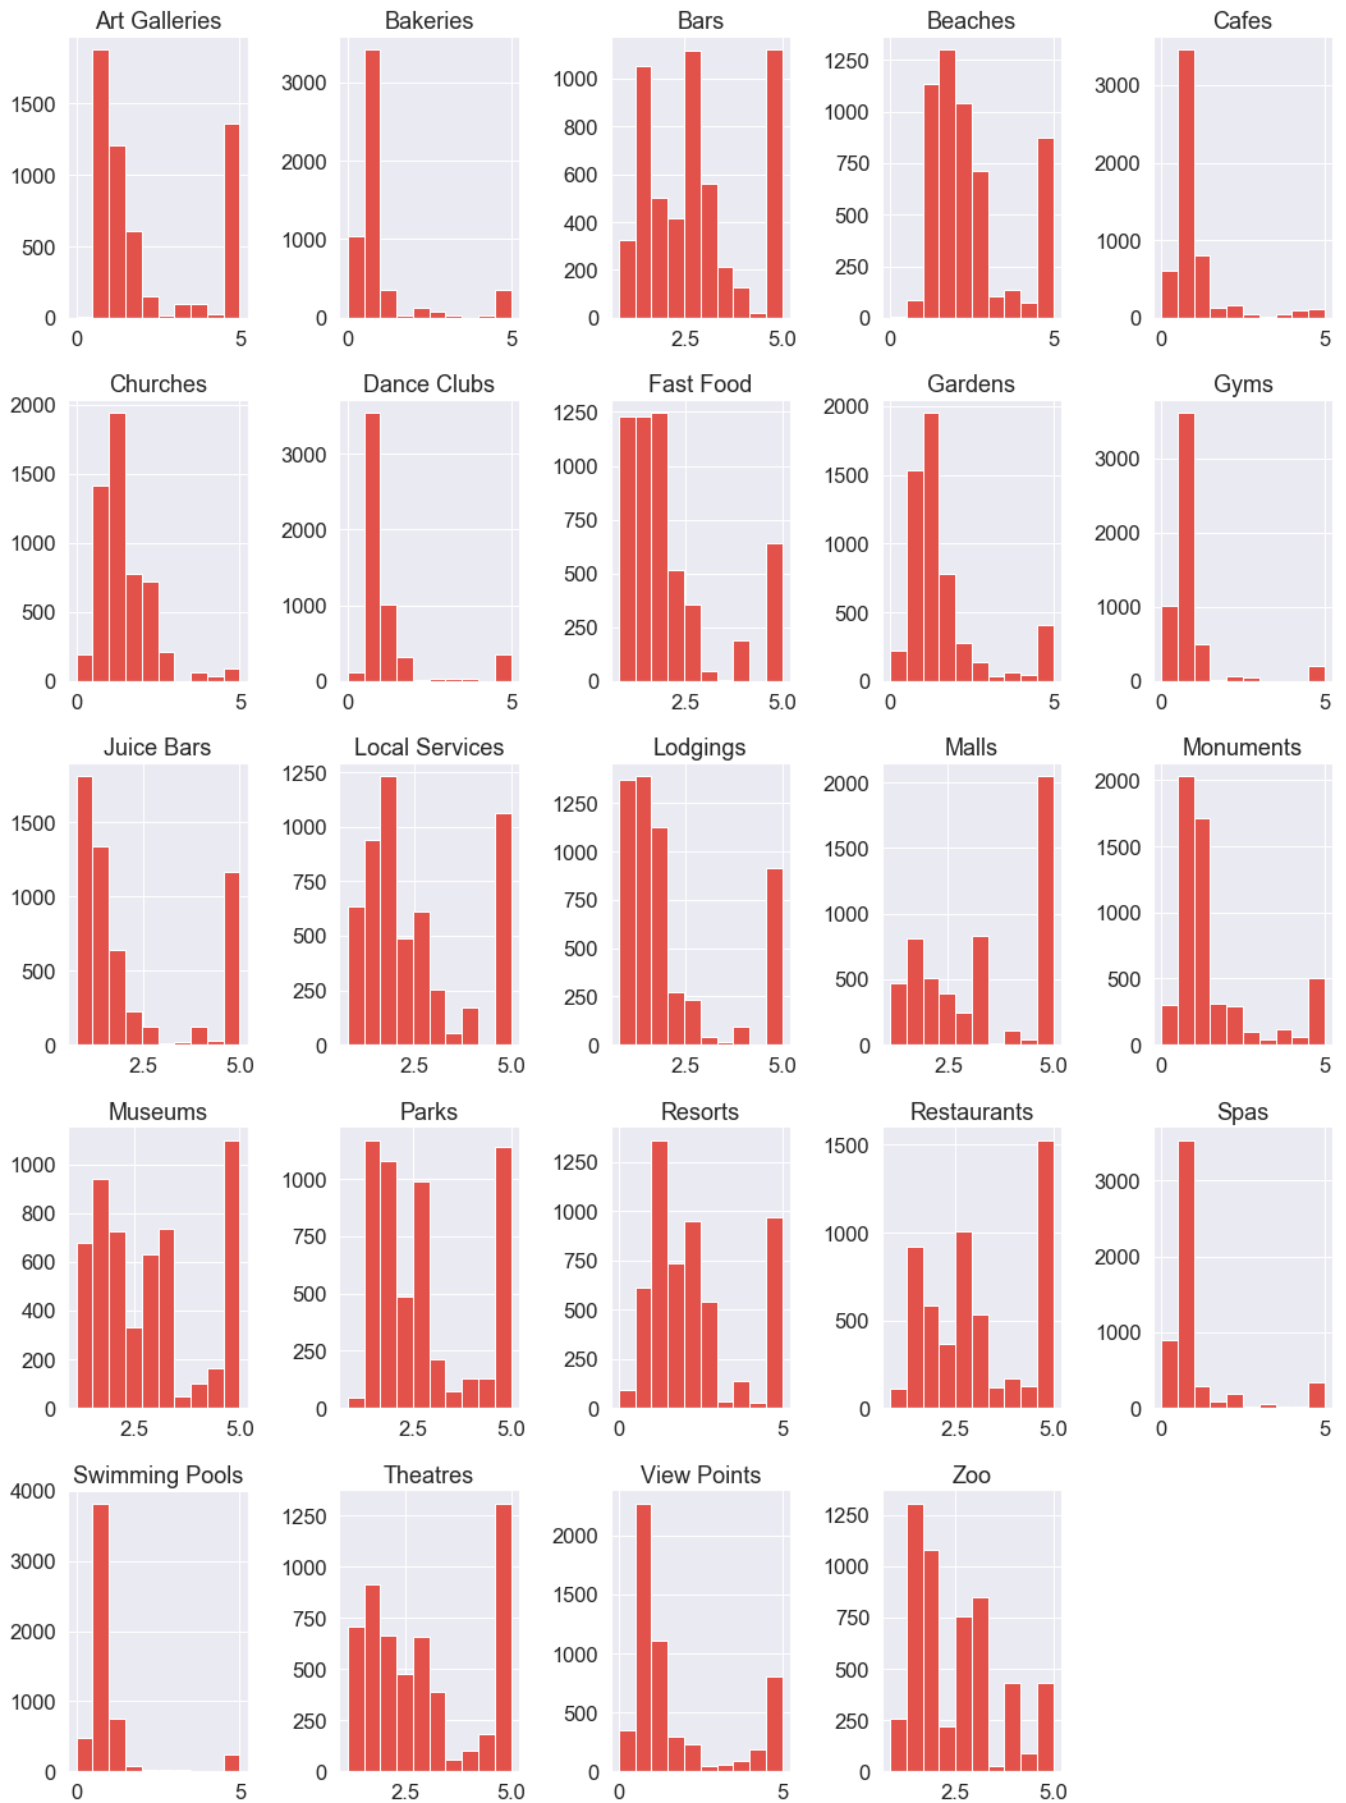 Art Galleries Bakeries Bars Beaches Cafes
1500 1000 500 0
3000 2000 1000 0
1000 800 600 400 200 0
1250 1000 750 500 250 0
3000 2000 1000 0
0 5 0 5 2.5 5.0 0 5 0 5
Churches Dance Clubs Fast Food Gardens Gyms
2000 1500 1000 500 0
3000 2000 1000 0
1250 1000 750 500 250 0
2000 1500 1000 500 0
3000 2000 1000 0
0 5 0 5 2.5 5.0 0 5 0 5
Juice Bars Local Services Lodgings Malls Monuments
1500 1000 500 0
1250 1000 750 500 250 0
1250 1000 750 500 250 0
2000 1500 1000 500 0
2000 1500 1000 500 0
2.5 5.0 2.5 5.0 2.5 5.0 2.5 5.0 0 5
Museums Parks Resorts Restaurants Spas
1000 800 600 400 200 0
1000 750 500 250 0
1250 1000 750 500 250 0
1500 1000 500 0
3000 2000 1000 0
2.5 5.0 2.5 5.0 0 5 2.5 5.0 0 5
Swimming Pools Theatres View Points Zoo
4000 3000 2000 1000 0
1250 1000 750 500 250 0
2000 1500 1000 500 0
1250 1000 750 500 250 0
0 5 2.5 5.0 0 5 2.5 5.0